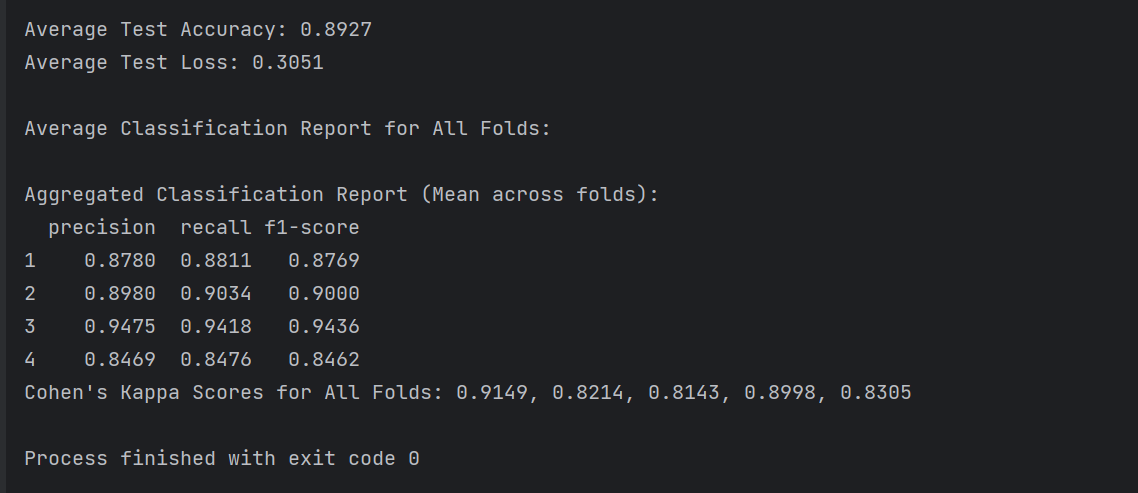 Average Test Accuracy: 0.8927
Average Test Loss: 0.3051
Average Classification Report for All Folds:
Aggregated Classification Report (Mean across folds):
precision recall f1-score
1 0.8780 0.8811 0.8769
2 0.8980 0.9034 0.9000
3 0.9475 0.9418 0.9436
4 0.8469 0.8476 0.8462
Cohen's Kappa Scores for All Folds: 0.9149, 0.8214, 0.8143, 0.8998, 0.8305
Process finished with exit code 0